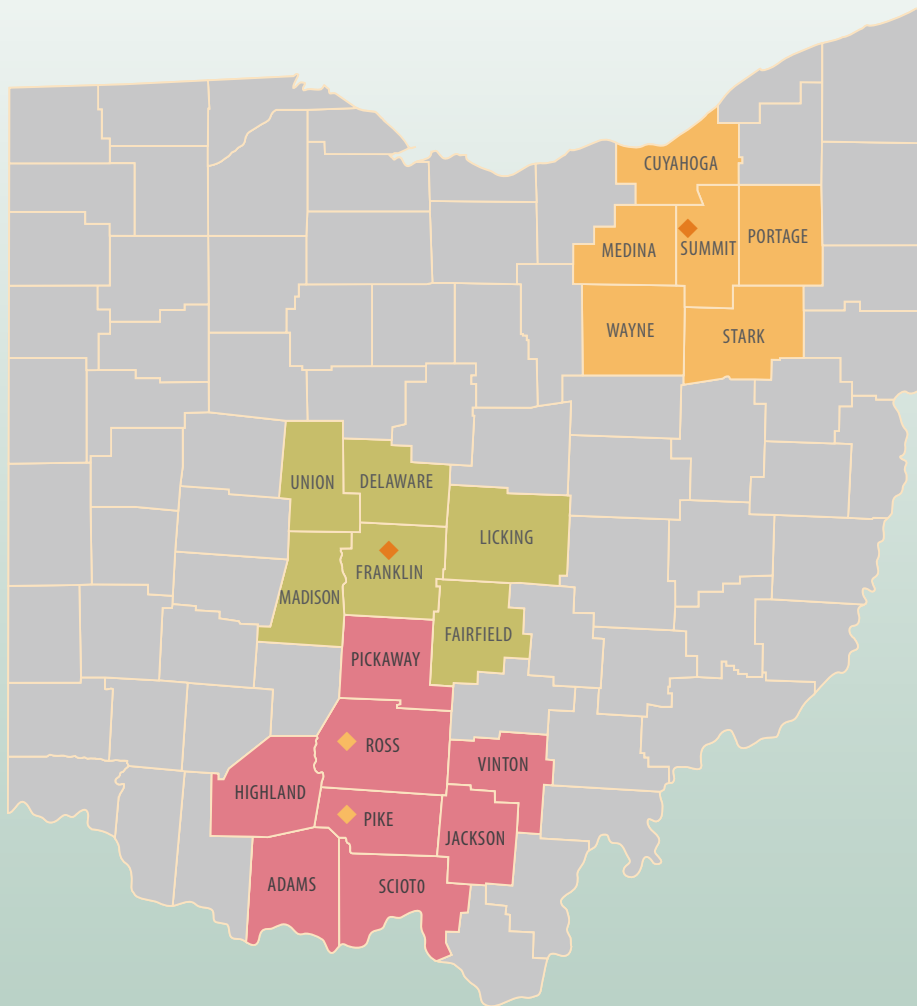 CUYAHOGA
MEDINA
SUMMIT
PORTAGE
WAYNE
STARK
UNION
DELAWARE
LICKING
FRANKLIN
MADISON
FAIRFIELD
PICKAWAY
ROSS
VINTON
HIGHLAND
PIKE
JACKSON
ADAMS
SCIOT0